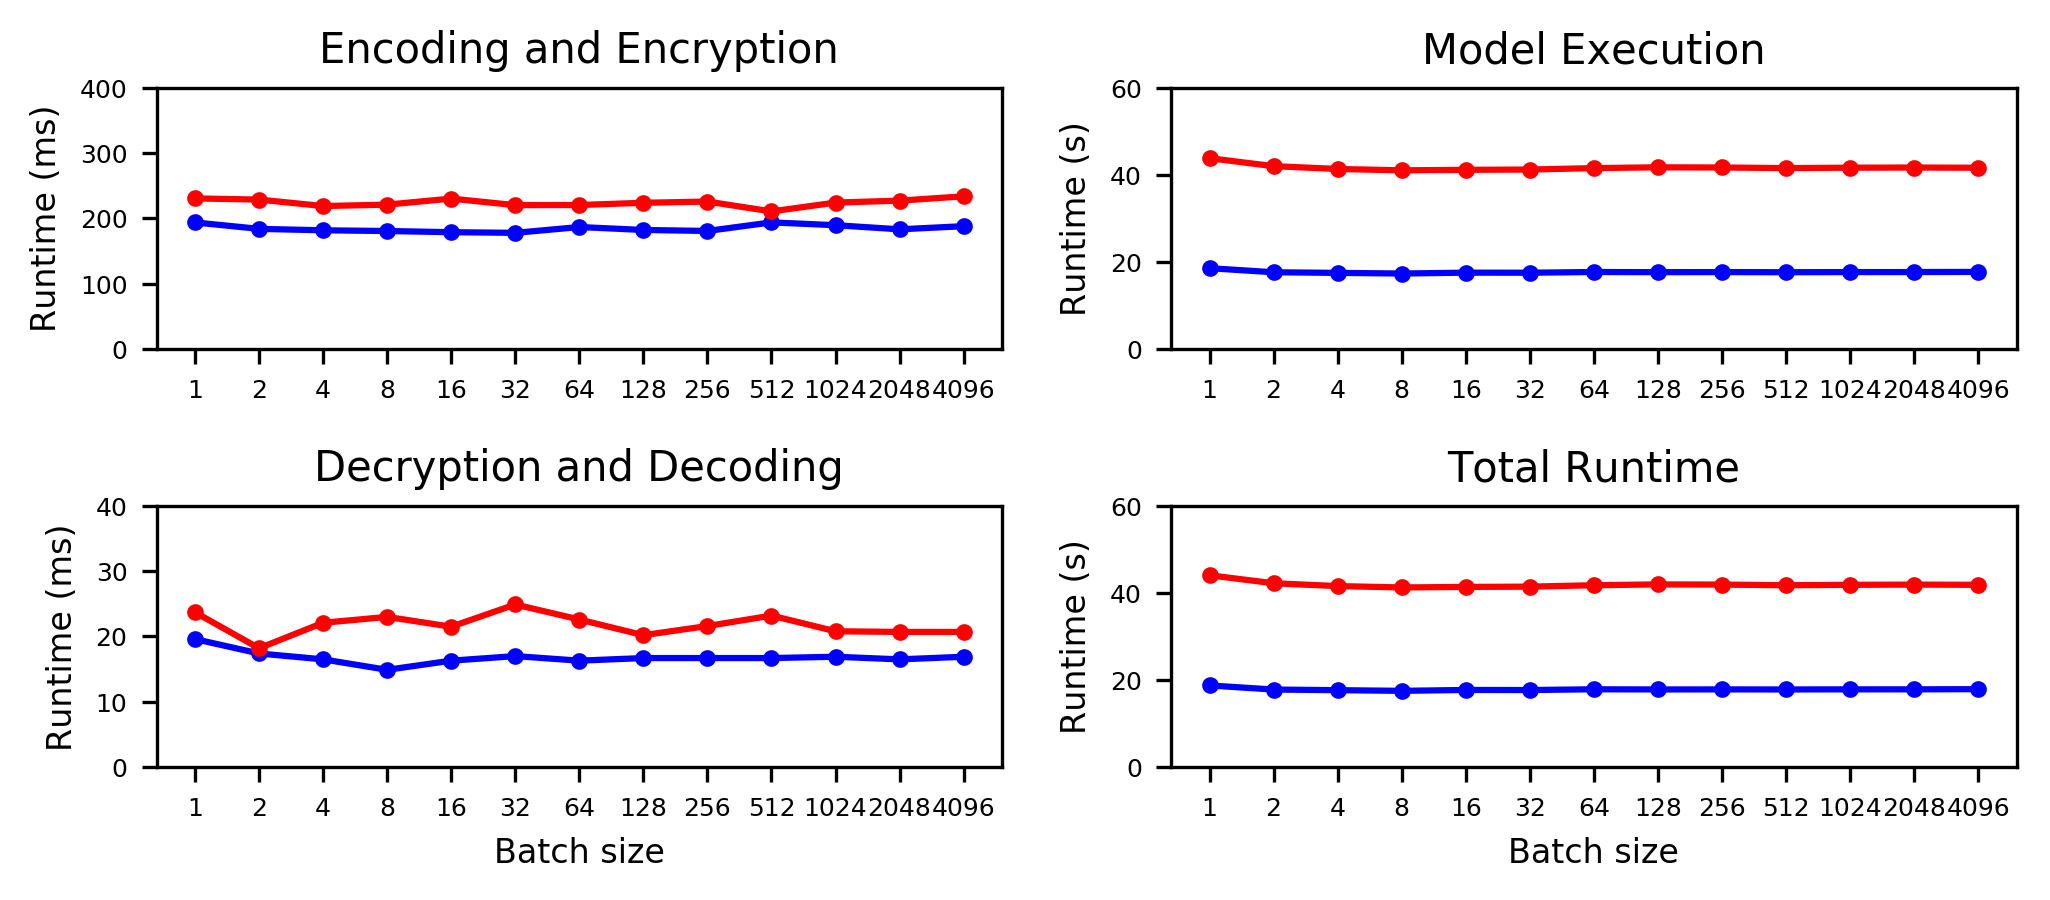 Encoding and Encryption
Runtime (ms)
400
300
200
100
0
1 2 4 8 16 32 64 128 256 512 1024 2048 4096
Model Execution
Runtime (s)
60
40
20
0
1 2 4 8 16 32 64 128 256 512 1024 2048 4096
Decryption and Decoding
Runtime (ms)
40
30
20
10
0
1 2 4 8 16 32 64 128 256 512 1024 2048 4096
Batch size
Total Runtime
Runtime (s)
60
40
20
0
1 2 4 8 16 32 64 128 256 512 1024 2048 4096
Batch size